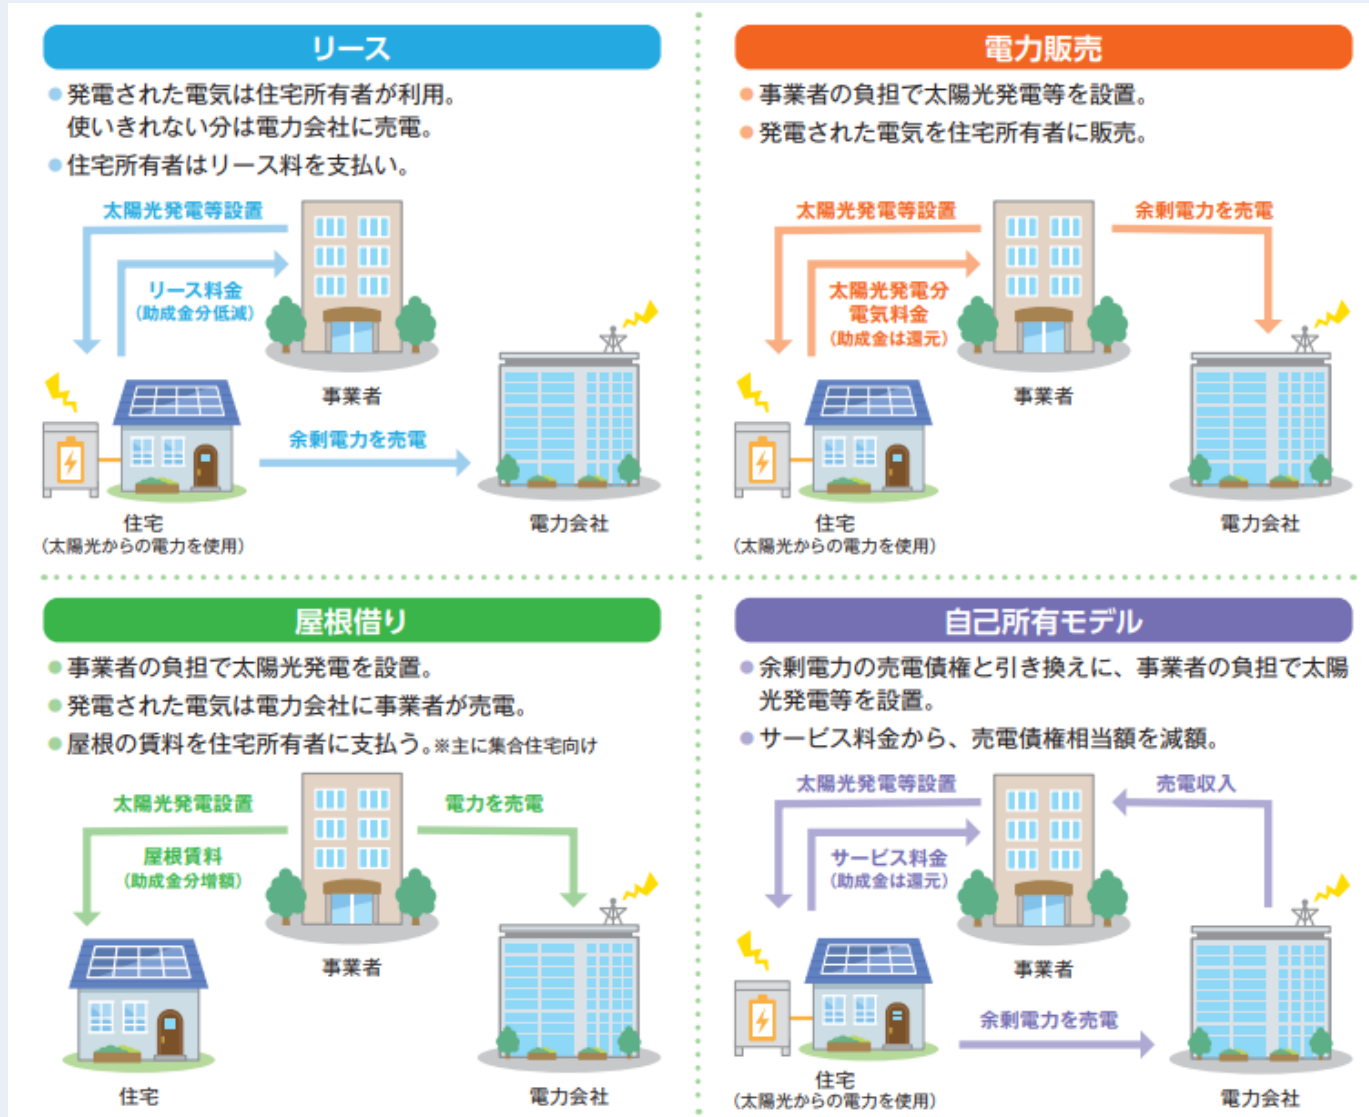 リース
発電された電気は住宅所有者が利用。
使いきれない分は電力会社に売電。
住宅所有者はリース料を支払い。
太陽光発電等設置
リース料金
(助成金分低減)
事業者
余剰電力を売電
住宅
(太陽光からの電力を使用)
電力会社
電力販売
事業者の負担で太陽光発電等を設置。
発電された電気を住宅所有者に販売。
太陽光発電等設置
余剰電力を売電
太陽光発電分
電気料金
(助成金は還元)
事業者
住宅
(太陽光からの電力を使用)
電力会社
屋根借り
事業者の負担で太陽光発電を設置。
発電された電気は電力会社に事業者が売電。
屋根の賃料を住宅所有者に支払う。※主に集合住宅向け
太陽光発電設置
電力を売電
屋根賃料
(助成金分増額)
事業者
住宅
電力会社
自己所有モデル
余剰電力の売電債権と引き換えに、事業者の負担で太陽
光発電等を設置。
サービス料金から、売電債権相当額を減額。
太陽光発電等設置
売電収入
サービス料金
(助成金は還元)
事業者
余剰電力を売電
住宅
(太陽光からの電力を使用)
電力会社